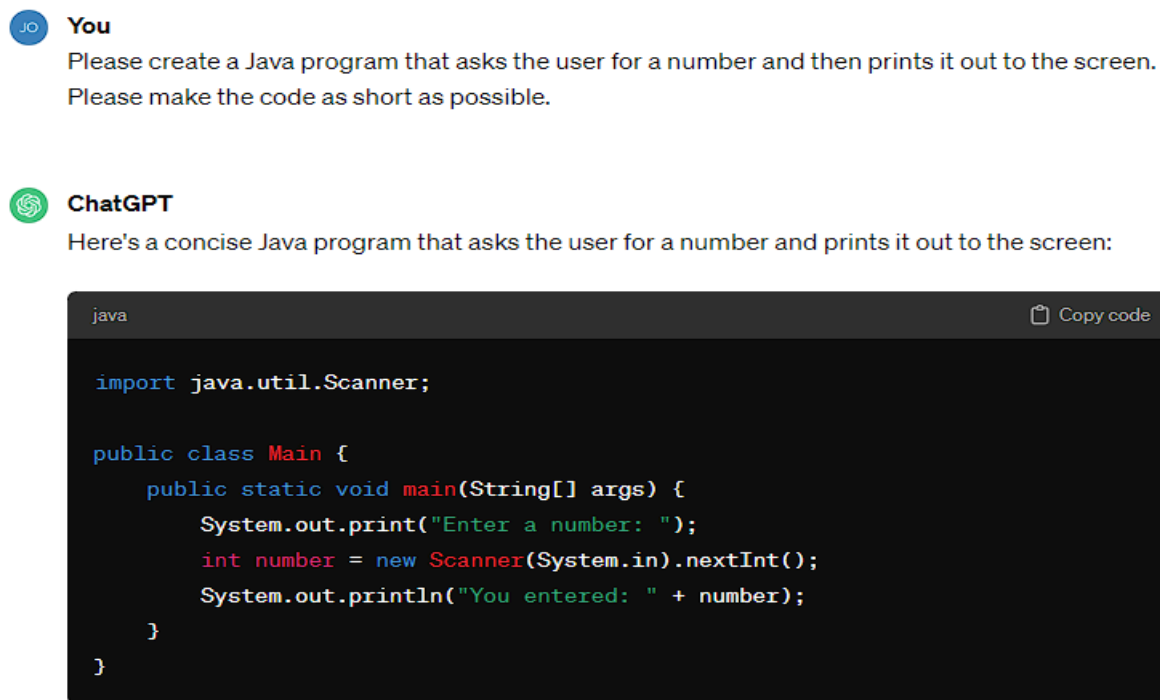 JO
You
Please create a Java program that asks the user for a number and then prints it out to the screen.
Please make the code as short as possible.
ChatGPT
Here's a concise Java program that asks the user for a number and prints it out to the screen:
java Copy code
import java.util.Scanner;
public class Main {
    public static void main(String[] args) {
        System.out.print("Enter a number: ");
        int number = new Scanner(System.in).nextInt();
        System.out.println("You entered: " + number);
    }
}